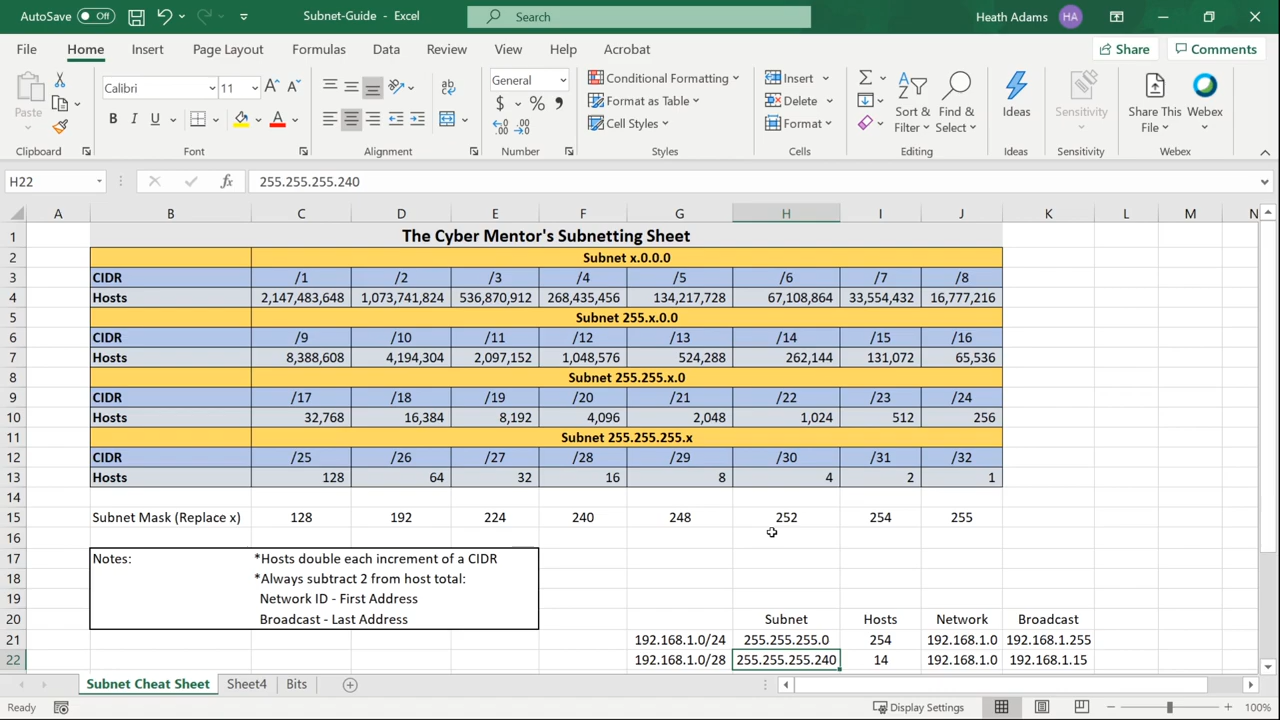 AutoSave Off Subnet-Guide - Excel Search Heath Adams HA
File Home Insert Page Layout Formulas Data Review View Help Acrobat Share Comments
Paste Calibri 11 General Conditional Formatting Format as Table Cell Styles Insert Delete Format Sort & Filter Find & Select Ideas Sensitivity Share This File Webex
Clipboard Font Alignment Number Styles Cells Editing Ideas Sensitivity Webex
H22 fx 255.255.255.240
A B C D E F G H I J K L M N
1 The Cyber Mentor's Subnetting Sheet
2 Subnet x.0.0.0
3 CIDR /1 /2 /3 /4 /5 /6 /7 /8
4 Hosts 2,147,483,648 1,073,741,824 536,870,912 268,435,456 134,217,728 67,108,864 33,554,432 16,777,216
5 Subnet 255.x.0.0
6 CIDR /9 /10 /11 /12 /13 /14 /15 /16
7 Hosts 8,388,608 4,194,304 2,097,152 1,048,576 524,288 262,144 131,072 65,536
8 Subnet 255.255.x.0
9 CIDR /17 /18 /19 /20 /21 /22 /23 /24
10 Hosts 32,768 16,384 8,192 4,096 2,048 1,024 512 256
11 Subnet 255.255.255.x
12 CIDR /25 /26 /27 /28 /29 /30 /31 /32
13 Hosts 128 64 32 16 8 4 2 1
14
15 Subnet Mask (Replace x) 128 192 224 240 248 252 254 255
16
17 Notes: *Hosts double each increment of a CIDR
18 *Always subtract 2 from host total:
19 Network ID - First Address
20 Broadcast - Last Address Subnet Hosts Network Broadcast
21 192.168.1.0/24 255.255.255.0 254 192.168.1.0 192.168.1.255
22 192.168.1.0/28 255.255.255.240 14 192.168.1.0 192.168.1.15
Subnet Cheat Sheet Sheet4 Bits
Ready Display Settings 100%